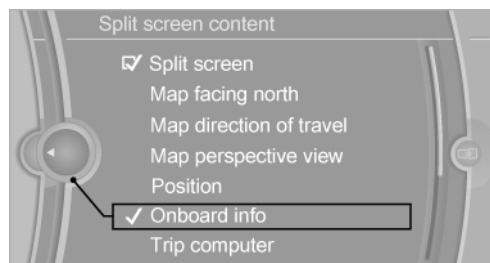 Split screen content
Split screen
Map facing north
Map direction of travel
Map perspective view
Position
Onboard info
Trip computer